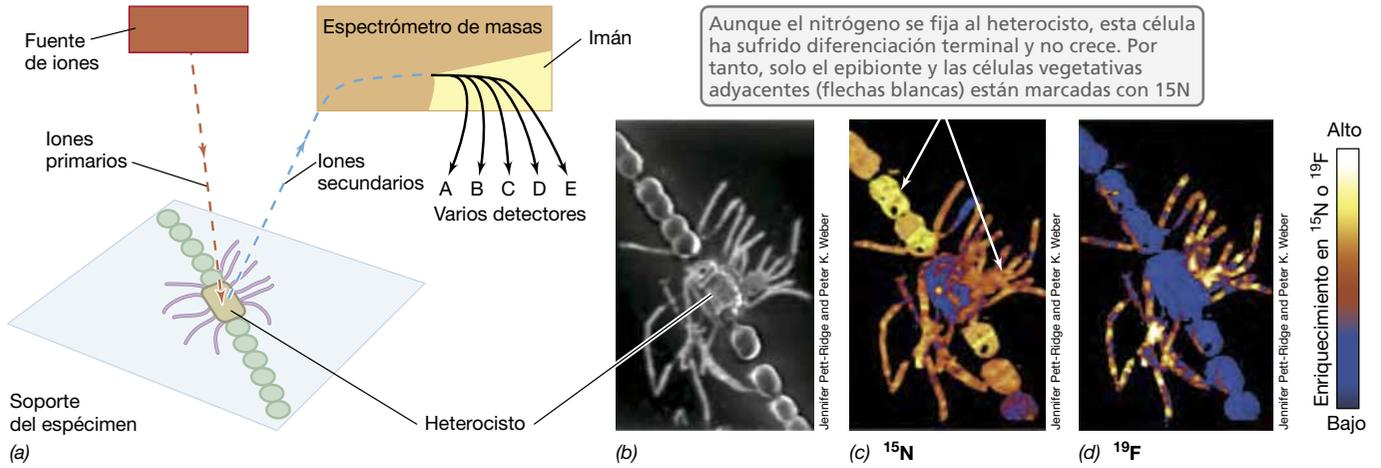 Fuente
de iones
Espectrómetro de masas
Imán
Iones
primarios
Iones
secundarios
A B C D E
Varios detectores
Soporte
del espécimen
Heterocisto
(a)
Aunque el nitrógeno se fija al heterocisto, esta célula
ha sufrido diferenciación terminal y no crece. Por
tanto, solo el epibionte y las células vegetativas
adyacentes (flechas blancas) están marcadas con 15N
Jennifer Pett-Ridge and Peter K. Weber
(b)
Jennifer Pett-Ridge and Peter K. Weber
(c) ¹⁵N
Jennifer Pett-Ridge and Peter K. Weber
(d) ¹⁹F
Alto
Enriquecimiento en ¹⁵N o ¹⁹F
Bajo